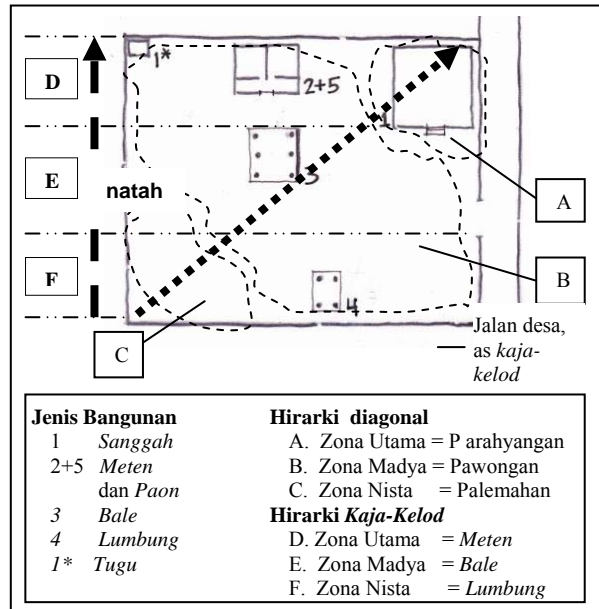 1*
D
2+5
1
E
natah
3
A
F
B
4
C
Jalan desa,
as kaja-
kelod
Jenis Bangunan
1 Sanggah
2+5 Meten
dan Paon
3 Bale
4 Lumbung
1* Tugu
Hirarki diagonal
A. Zona Utama = P arahyangan
B. Zona Madya = Pawongan
C. Zona Nista = Palemahan
Hirarki Kaja-Kelod
D. Zona Utama = Meten
E. Zona Madya = Bale
F. Zona Nista = Lumbung